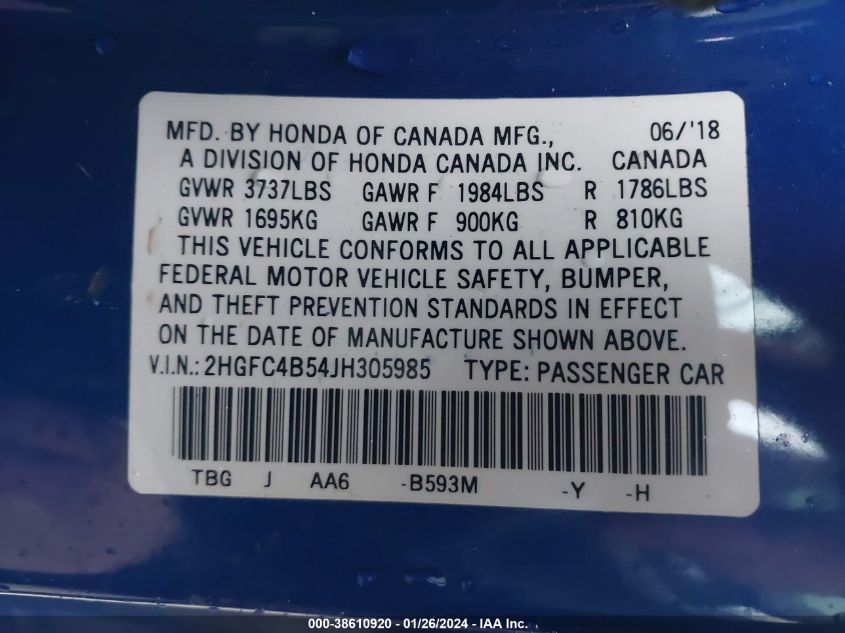 MFD. BY HONDA OF CANADA MFG., 06/'18
A DIVISION OF HONDA CANADA INC. CANADA
GVWR 3737LBS GAWR F 1984LBS R 1786LBS
GVWR 1695KG GAWR F 900KG R 810KG
THIS VEHICLE CONFORMS TO ALL APPLICABLE
FEDERAL MOTOR VEHICLE SAFETY, BUMPER,
AND THEFT PREVENTION STANDARDS IN EFFECT
ON THE DATE OF MANUFACTURE SHOWN ABOVE.
V.I.N.: 2HGFC4B54JH305985 TYPE: PASSENGER CAR
TBG J AA6 -B593M -Y -H
000-38610920 - 01/26/2024 - IAA Inc.